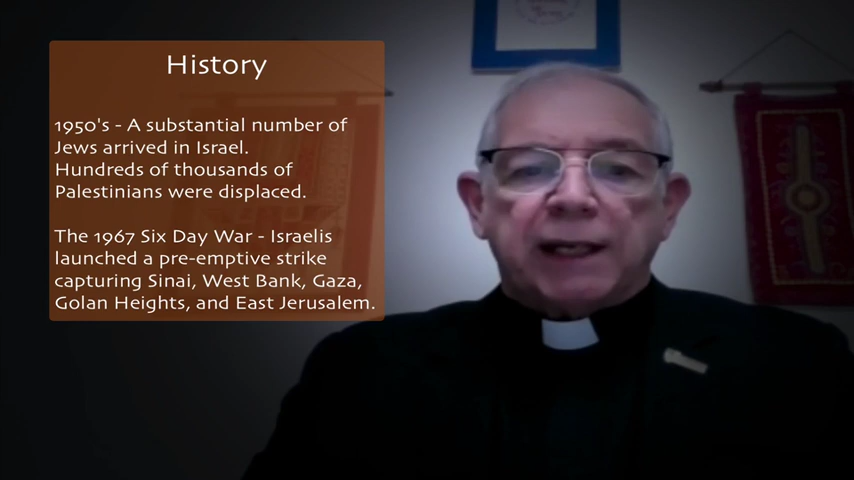 History
1950's - A substantial number of
Jews arrived in Israel.
Hundreds of thousands of
Palestinians were displaced.
The 1967 Six Day War - Israelis
launched a pre-emptive strike
capturing Sinai, West Bank, Gaza,
Golan Heights, and East Jerusalem.